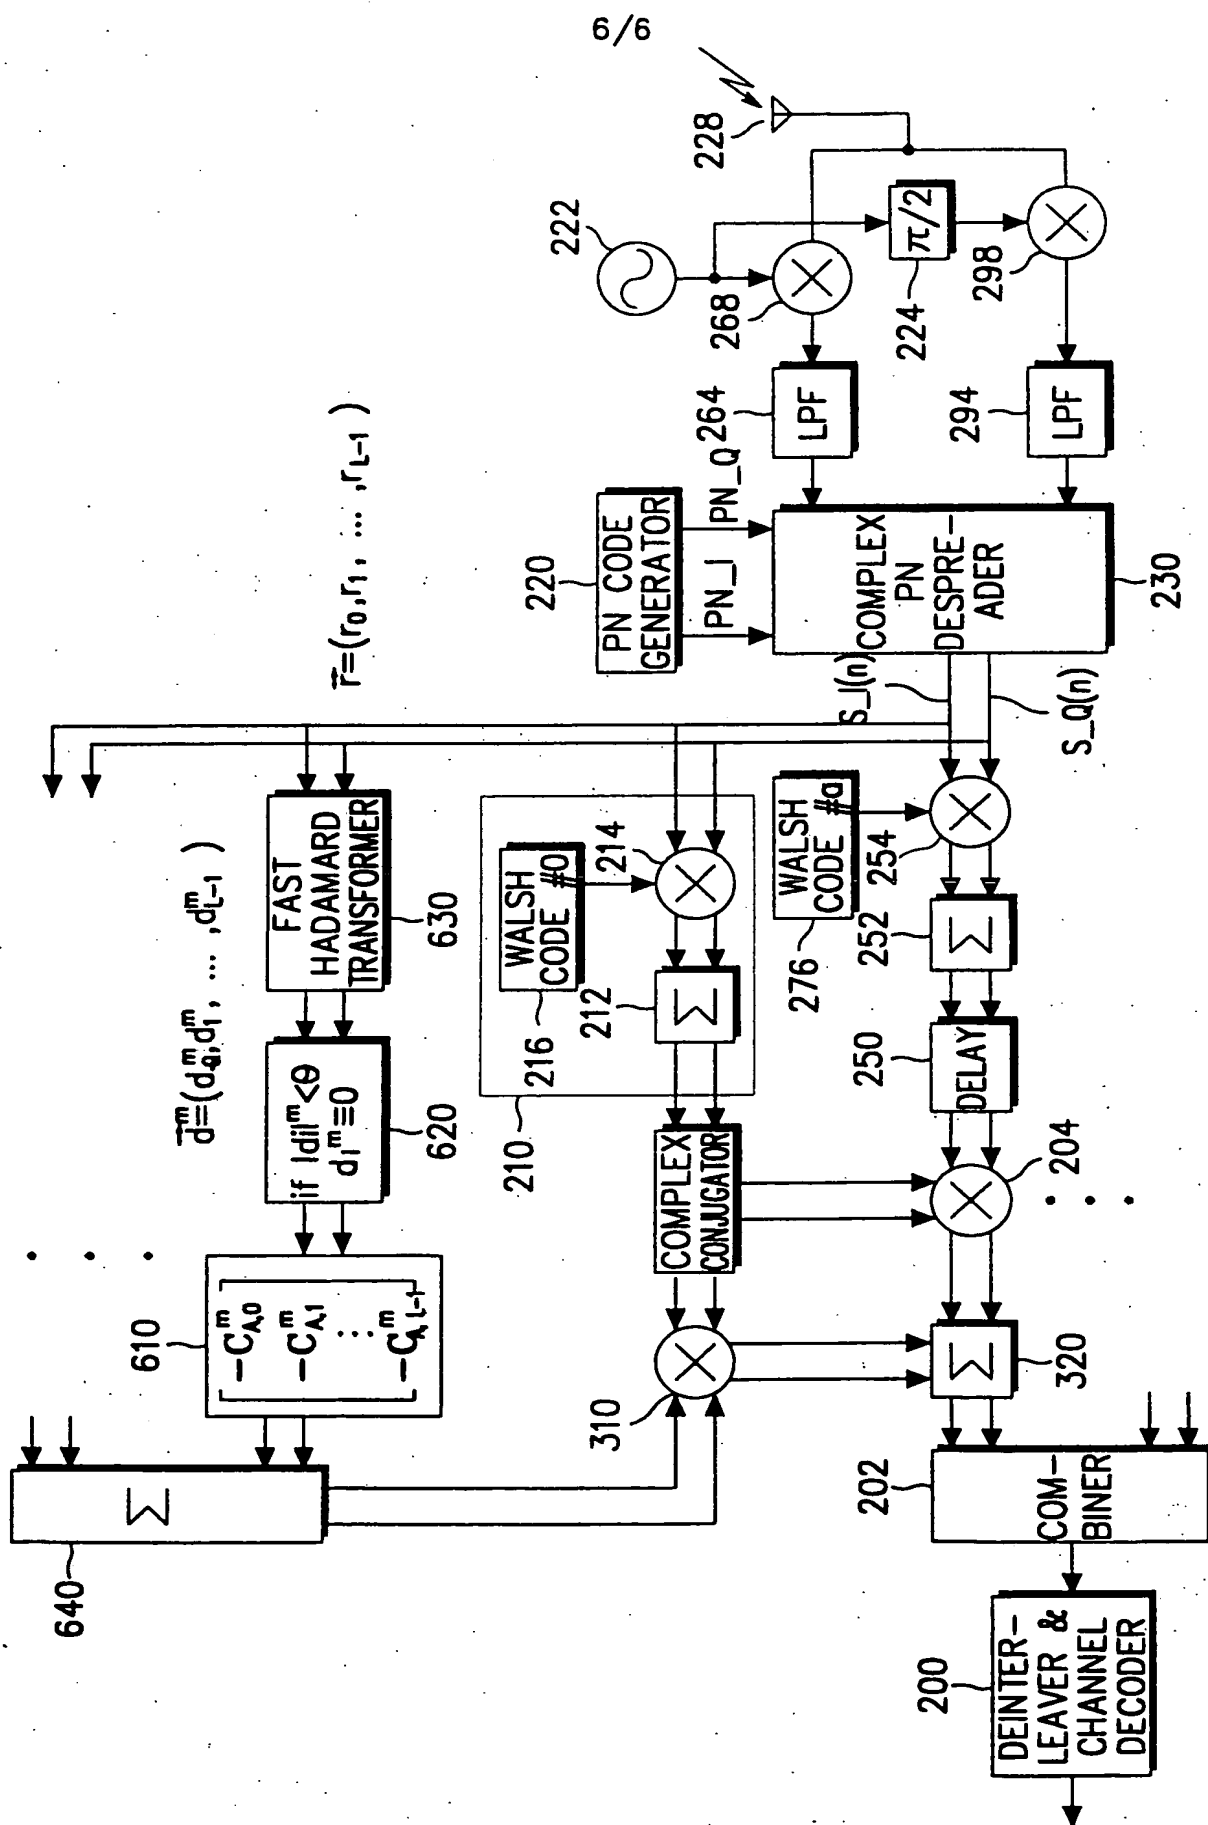 9/9
228
222
π/2
224
268
298
264
LPF
294
LPF
220
PN CODE
GENERATOR
PN_I
PN_Q
COMPLEX
PN
DESPRE-
ADER
230
S_I(n)
S_Q(n)
r=(r0,r1, ... ,rL-1)
FAST
HADAMARD
TRANSFORMER
630
d^m=(d0^m,d1^m, ... ,dL-1^m)
if |di|^m<Θ
d1^m≡0
620
610
-C^m A,0
-C^m A,1
⋮
-C^m A,L-1
Σ
640
WALSH
CODE #0
216
214
Σ
212
210
COMPLEX
CONJUGATOR
310
WALSH
CODE #a
276
254
Σ
252
DELAY
250
204
Σ
320
COM-
BINER
202
DEINTER-
LEAVER &
CHANNEL
DECODER
200